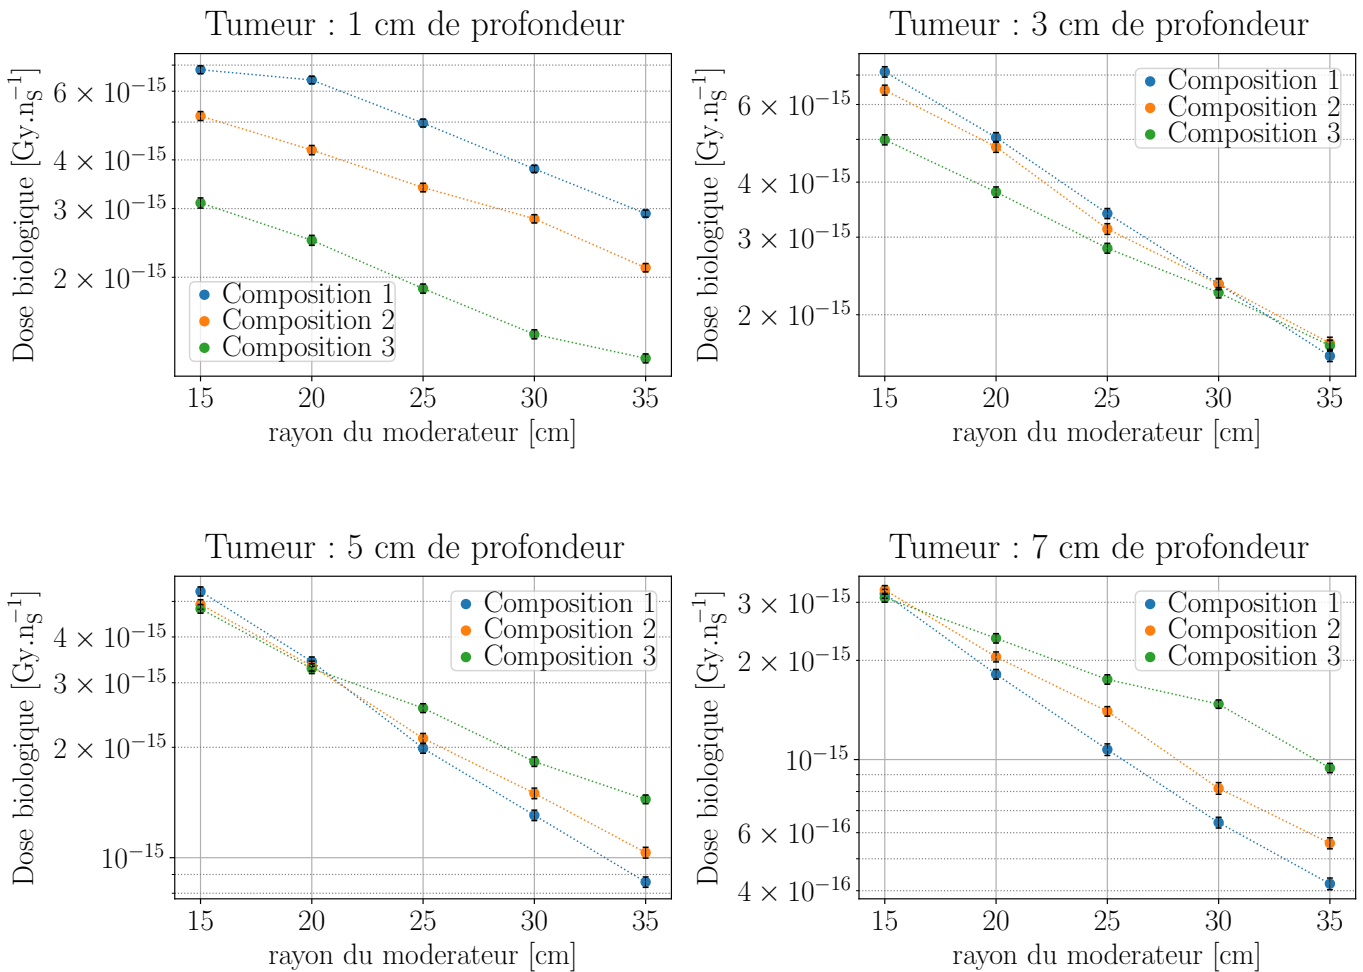 Tumeur : 1 cm de profondeur
Dose biologique [Gy.n_S^{-1}]
6 × 10^{-15}
4 × 10^{-15}
3 × 10^{-15}
2 × 10^{-15}
Composition 1
Composition 2
Composition 3
15 20 25 30 35
rayon du moderateur [cm]
Tumeur : 3 cm de profondeur
Dose biologique [Gy.n_S^{-1}]
6 × 10^{-15}
4 × 10^{-15}
3 × 10^{-15}
2 × 10^{-15}
Composition 1
Composition 2
Composition 3
15 20 25 30 35
rayon du moderateur [cm]
Tumeur : 5 cm de profondeur
Dose biologique [Gy.n_S^{-1}]
4 × 10^{-15}
3 × 10^{-15}
2 × 10^{-15}
10^{-15}
Composition 1
Composition 2
Composition 3
15 20 25 30 35
rayon du moderateur [cm]
Tumeur : 7 cm de profondeur
Dose biologique [Gy.n_S^{-1}]
3 × 10^{-15}
2 × 10^{-15}
10^{-15}
6 × 10^{-16}
4 × 10^{-16}
Composition 1
Composition 2
Composition 3
15 20 25 30 35
rayon du moderateur [cm]